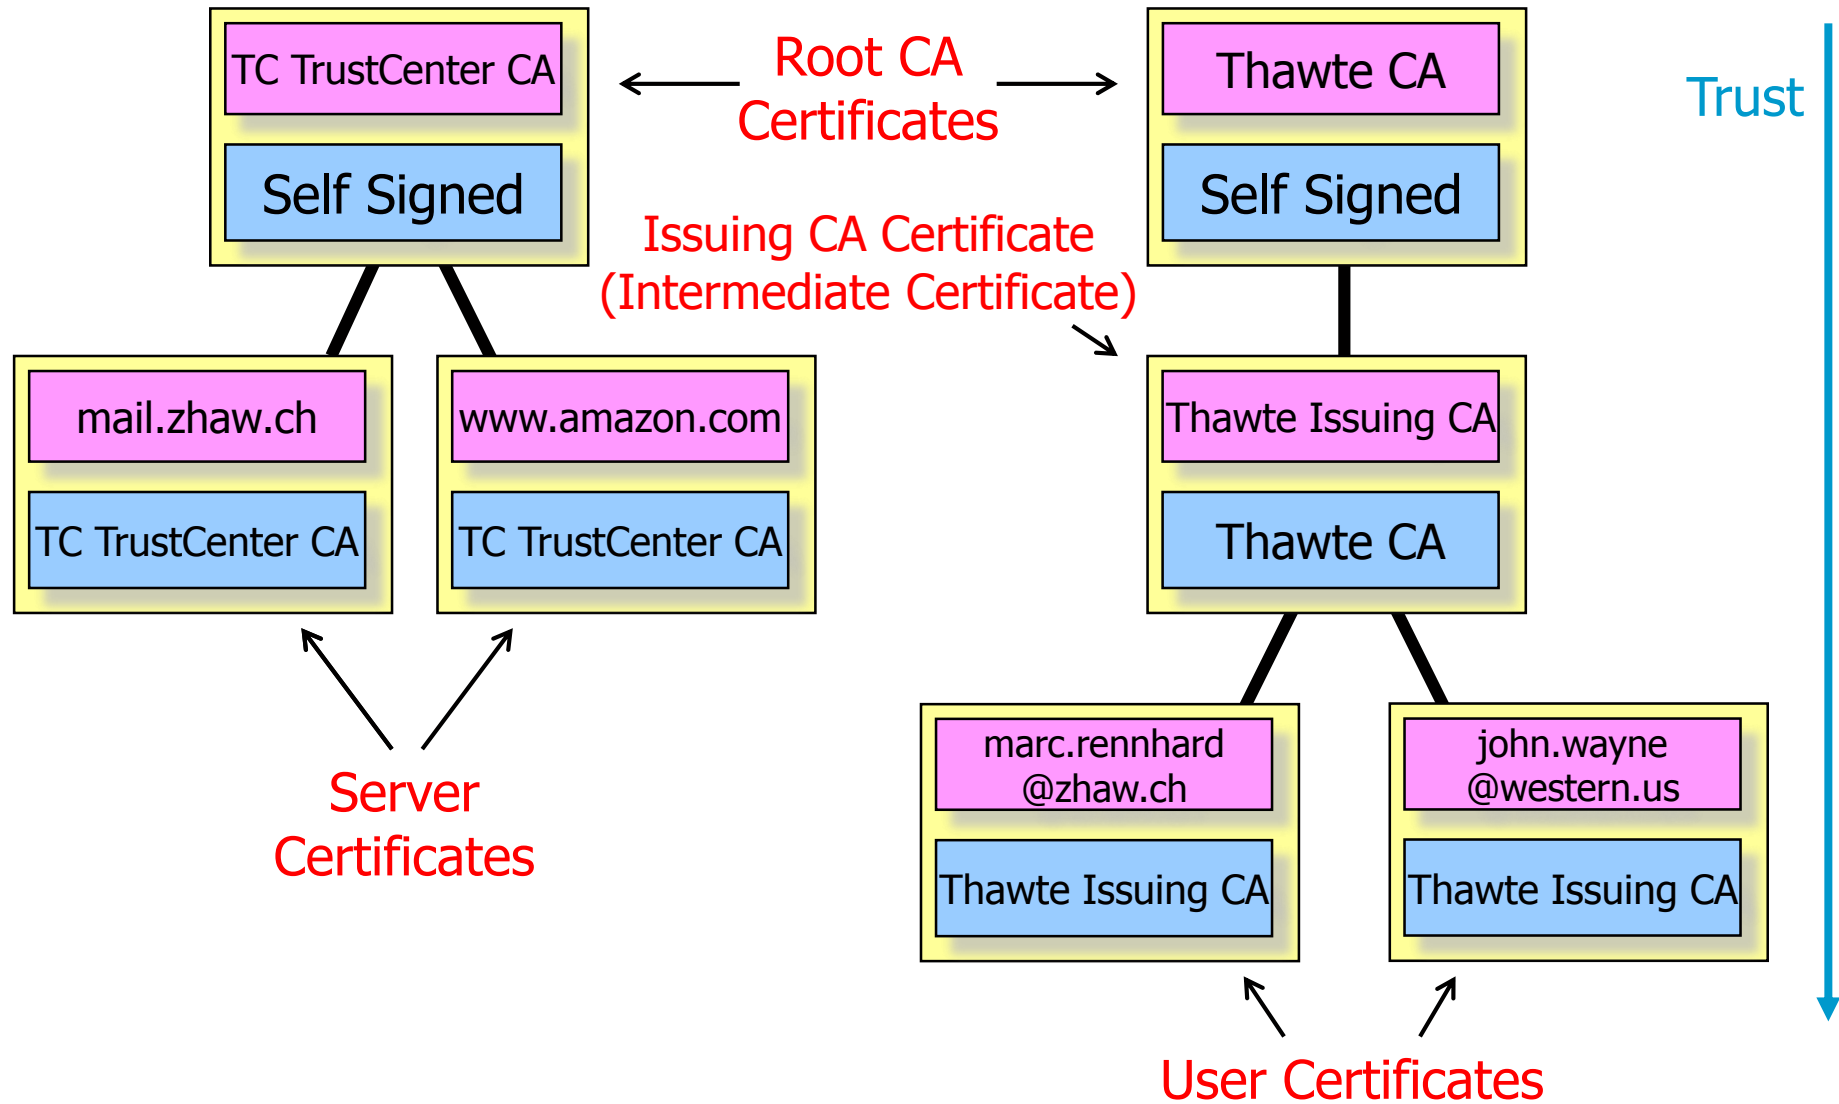 TC TrustCenter CA
Self Signed
Root CA
Certificates
Thawte CA
Self Signed
Trust
Issuing CA Certificate
(Intermediate Certificate)
mail.zhaw.ch
TC TrustCenter CA
www.amazon.com
TC TrustCenter CA
Thawte Issuing CA
Thawte CA
Server
Certificates
marc.rennhard
@zhaw.ch
Thawte Issuing CA
john.wayne
@western.us
Thawte Issuing CA
User Certificates